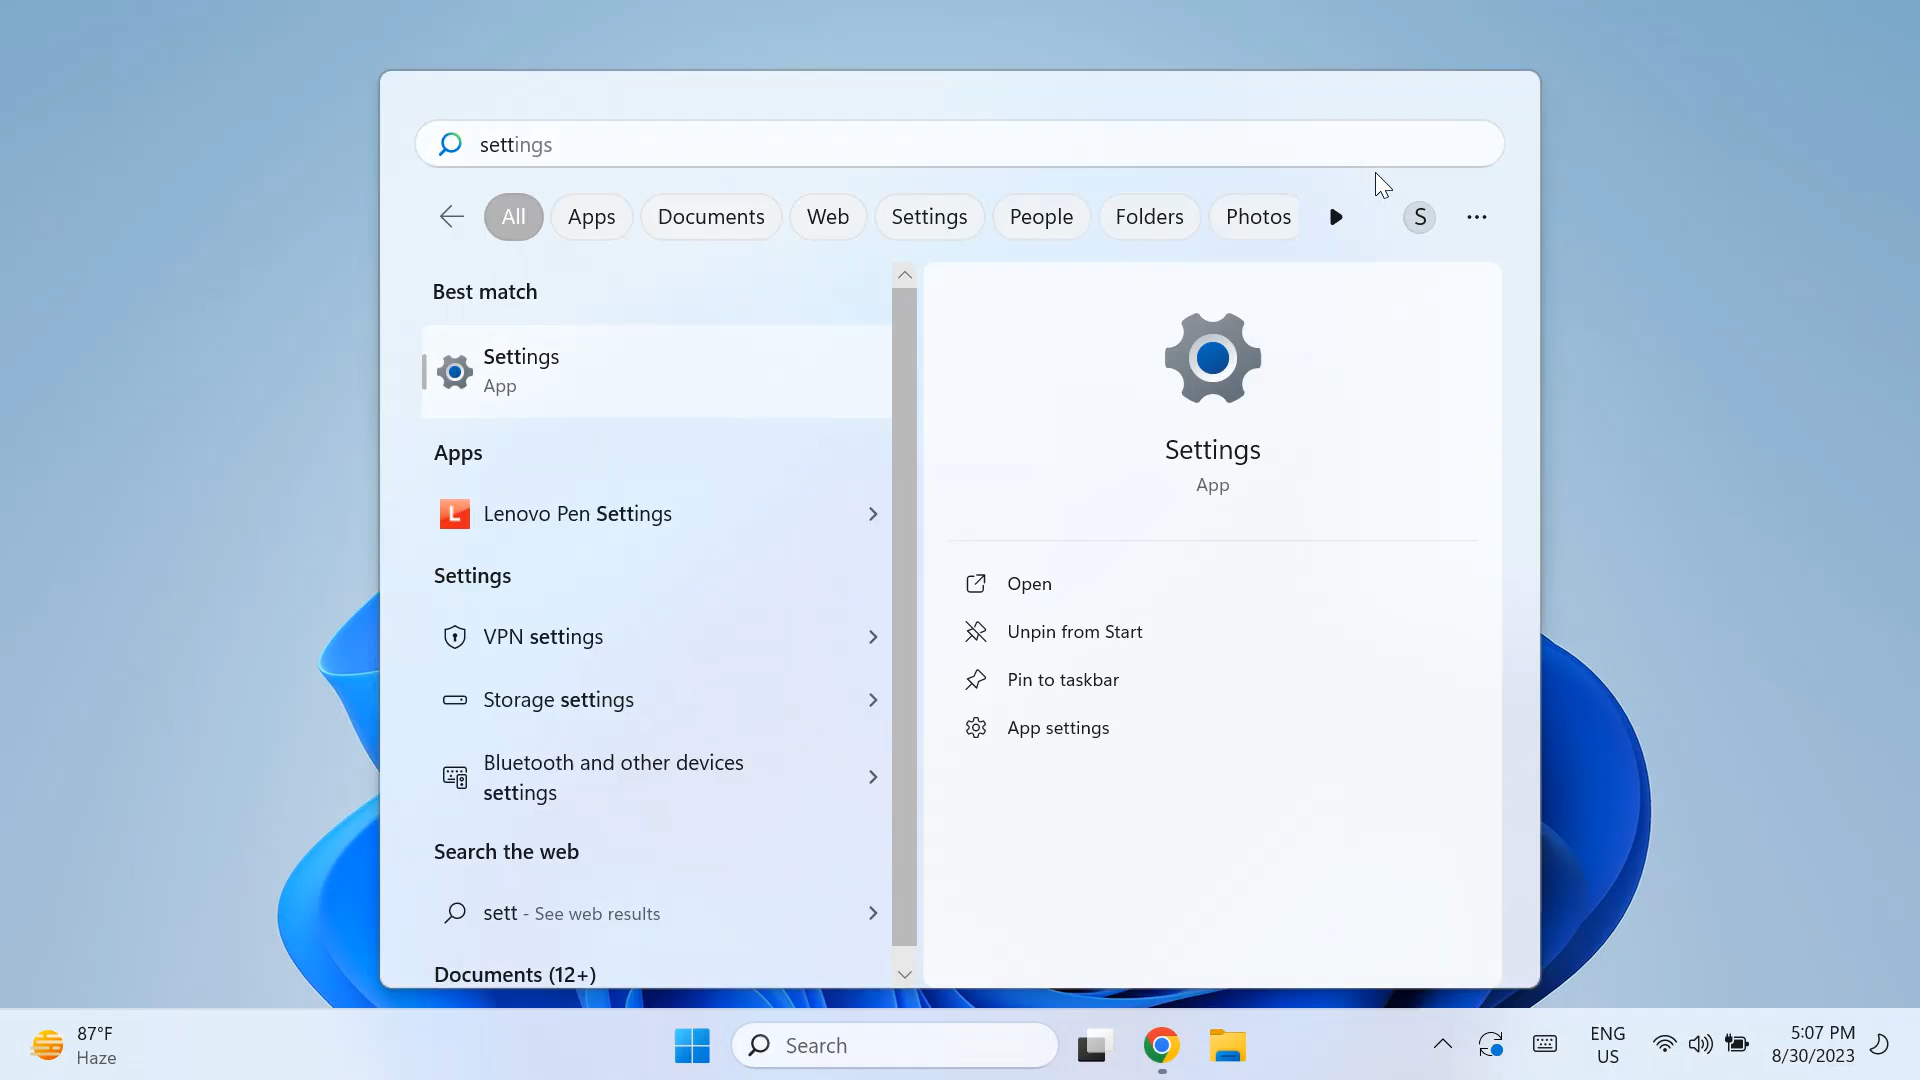 settings
All Apps Documents Web Settings People Folders Photos S
Best match
Settings
App
Apps
Lenovo Pen Settings
Settings
VPN settings
Storage settings
Bluetooth and other devices
settings
Search the web
sett - See web results
Documents (12+)
Settings
App
Open
Unpin from Start
Pin to taskbar
App settings
87°F
Haze
Search
ENG
US
5:07 PM
8/30/2023